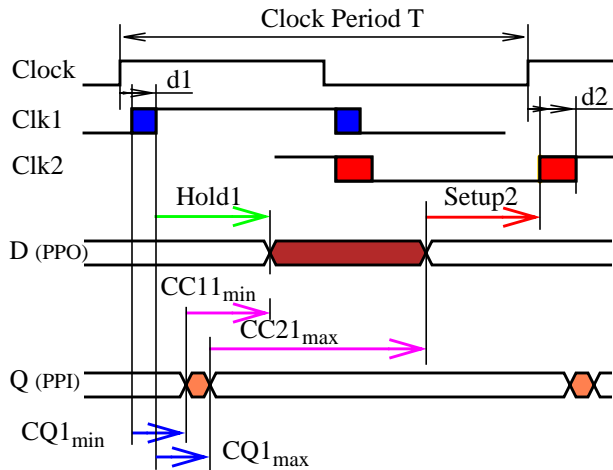 Clock Period T
Clock
d1
d2
Clk1
Clk2
Hold1
Setup2
D (PPO)
CC11min
CC21max
Q (PPI)
CQ1min
CQ1max